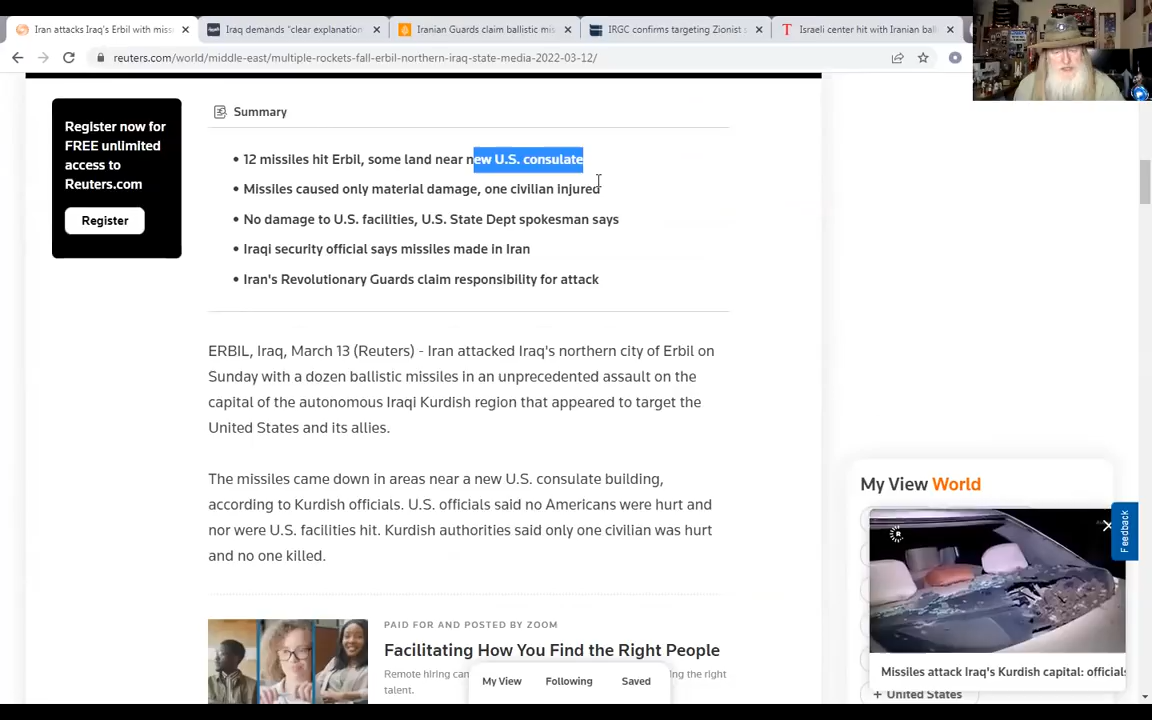 Iran attacks Iraq's Erbil with miss
Iraq demands "clear explanation
Iranian Guards claim ballistic mis
IRGC confirms targeting Zionist s
Israeli center hit with Iranian bal
reuters.com/world/middle-east/multiple-rockets-fall-erbil-northern-iraq-state-media-2022-03-12/
Register now for
FREE unlimited
access to
Reuters.com
Register
Summary
• 12 missiles hit Erbil, some land near new U.S. consulate
• Missiles caused only material damage, one civilian injured
• No damage to U.S. facilities, U.S. State Dept spokesman says
• Iraqi security official says missiles made in Iran
• Iran's Revolutionary Guards claim responsibility for attack
ERBIL, Iraq, March 13 (Reuters) - Iran attacked Iraq's northern city of Erbil on
Sunday with a dozen ballistic missiles in an unprecedented assault on the
capital of the autonomous Iraqi Kurdish region that appeared to target the
United States and its allies.
The missiles came down in areas near a new U.S. consulate building,
according to Kurdish officials. U.S. officials said no Americans were hurt and
nor were U.S. facilities hit. Kurdish authorities said only one civilian was hurt
and no one killed.
PAID FOR AND POSTED BY ZOOM
Facilitating How You Find the Right People
Remote hiring can
the right
talent.
My View
Following
Saved
My View World
Feedback
Missiles attack Iraq's Kurdish capital: officials
+ United States